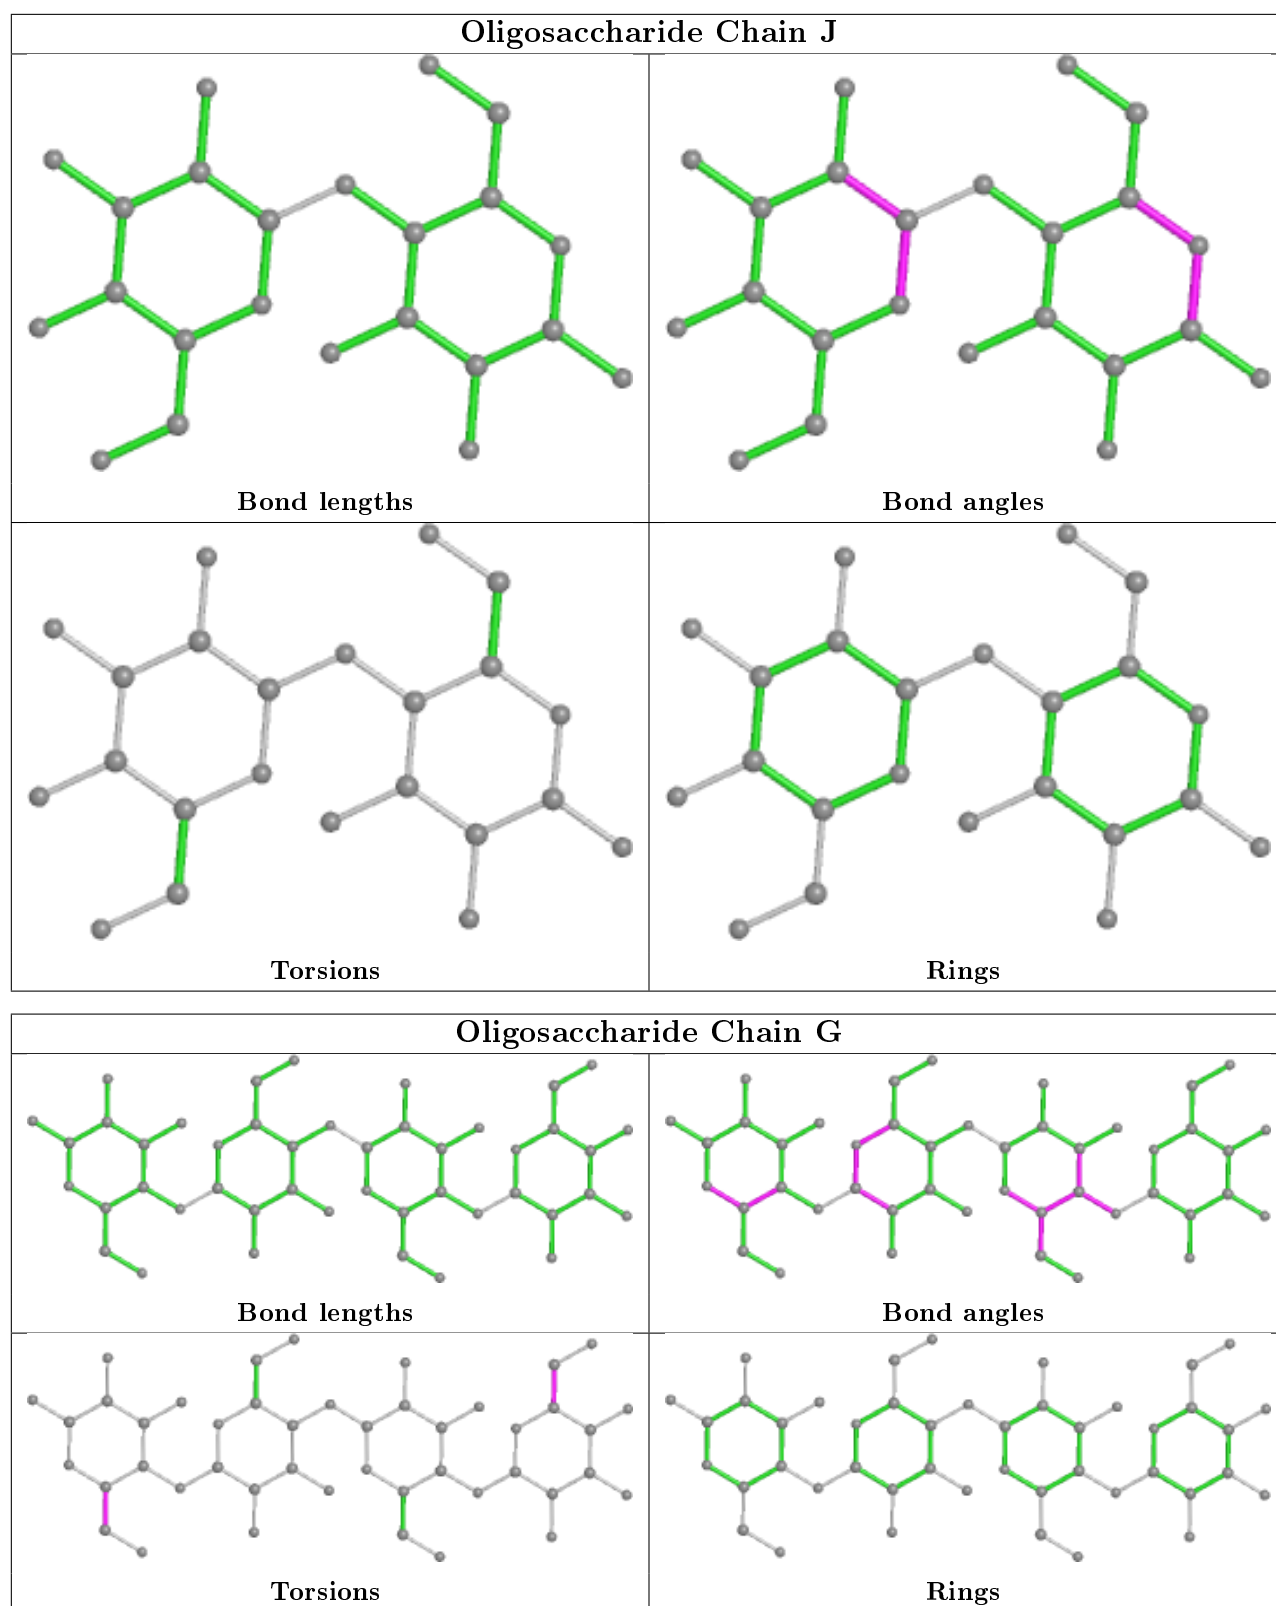 Oligosaccharide Chain J
Bond lengths
Bond angles
Torsions
Rings
Oligosaccharide Chain G
Bond lengths
Bond angles
Torsions
Rings